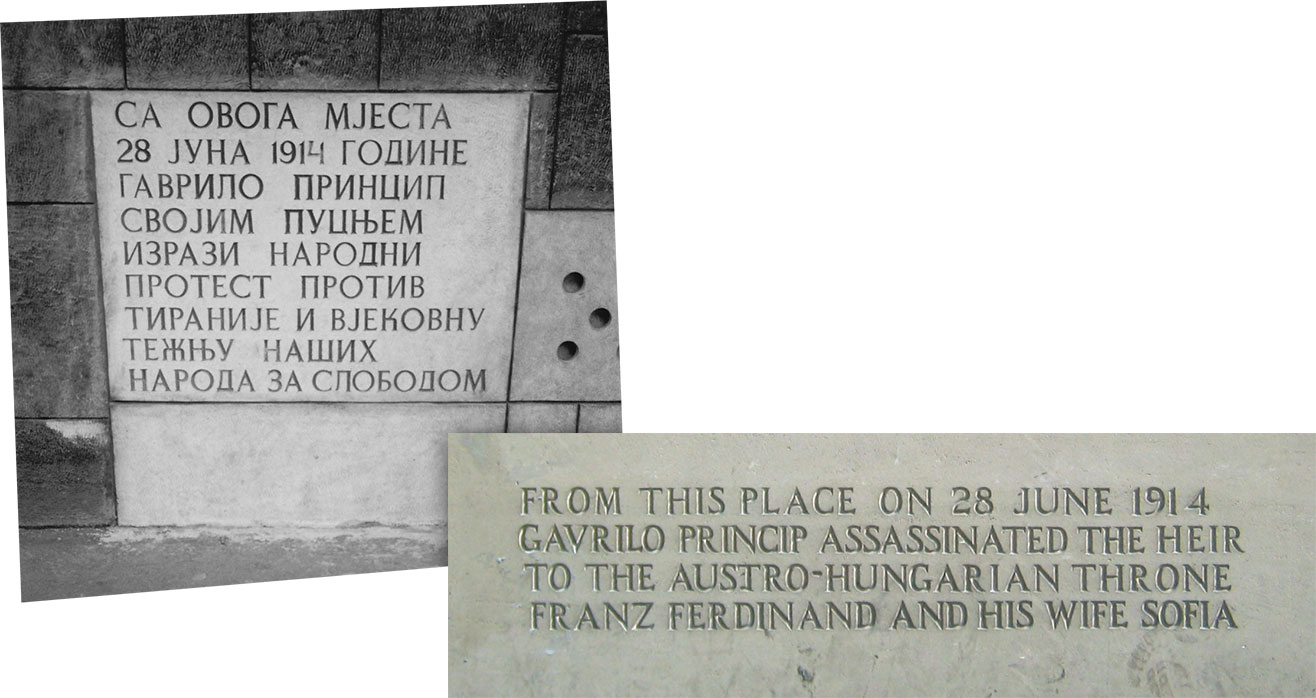 СА ОВОГА МЈЕСТА
28 ЈУНА 1914 ГОДИНЕ
ГАВРИЛО ПРИНЦИП
СВОЈИМ ПУЦЊЕМ
ИЗРАЗИ НАРОДНИ
ПРОТЕСТ ПРОТИВ
ТИРАНИЈЕ И ВЈЕКОВНУ
ТЕЖЊУ НАШИХ
НАРОДА ЗА СЛОБОДОМ
FROM THIS PLACE ON 28 JUNE 1914
GAVRILO PRINCIP ASSASSINATED THE HEIR
TO THE AUSTRO-HUNGARIAN THRONE
FRANZ FERDINAND AND HIS WIFE SOFIA